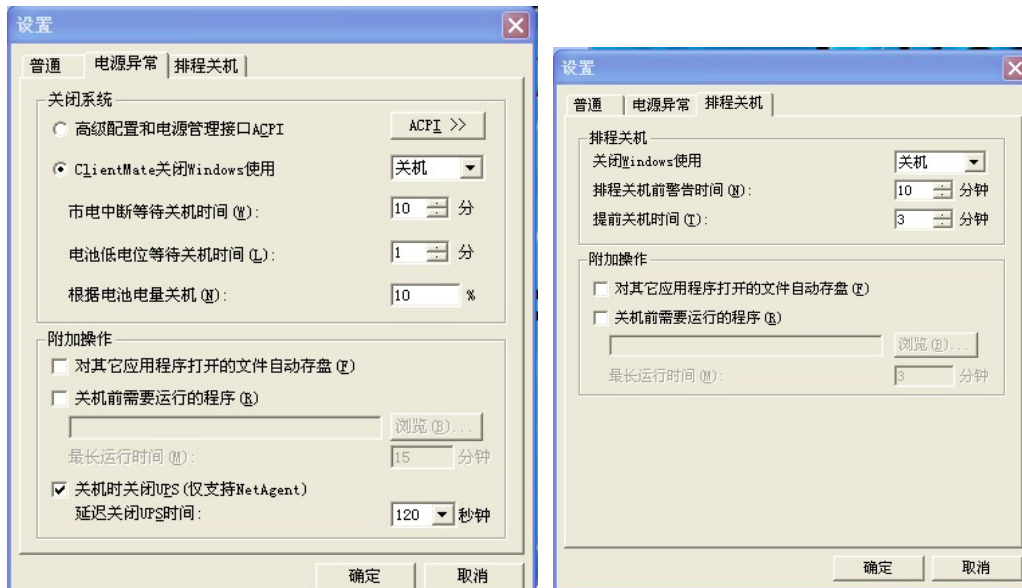 设置
普通 电源异常 排程关机
关闭系统
高级配置和电源管理接口ACPI
ACPI >>
ClientMate关闭Windows使用
关机
市电中断等待关机时间(W):
10 分
电池低电位等待关机时间(L):
1 分
根据电池电量关机(N):
10 %
附加操作
对其它应用程序打开的文件自动存盘(F)
关机前需要运行的程序(R)
浏览(B)...
最长运行时间(M):
15 分钟
关机时关闭UPS(仅支持NetAgent)
延迟关闭UPS时间:
120 秒钟
确定 取消
设置
普通 电源异常 排程关机
排程关机
关闭Windows使用
关机
排程关机前警告时间(N):
10 分钟
提前关机时间(T):
3 分钟
附加操作
对其它应用程序打开的文件自动存盘(F)
关机前需要运行的程序(R)
浏览(B)...
最长运行时间(M):
3 分钟
确定 取消